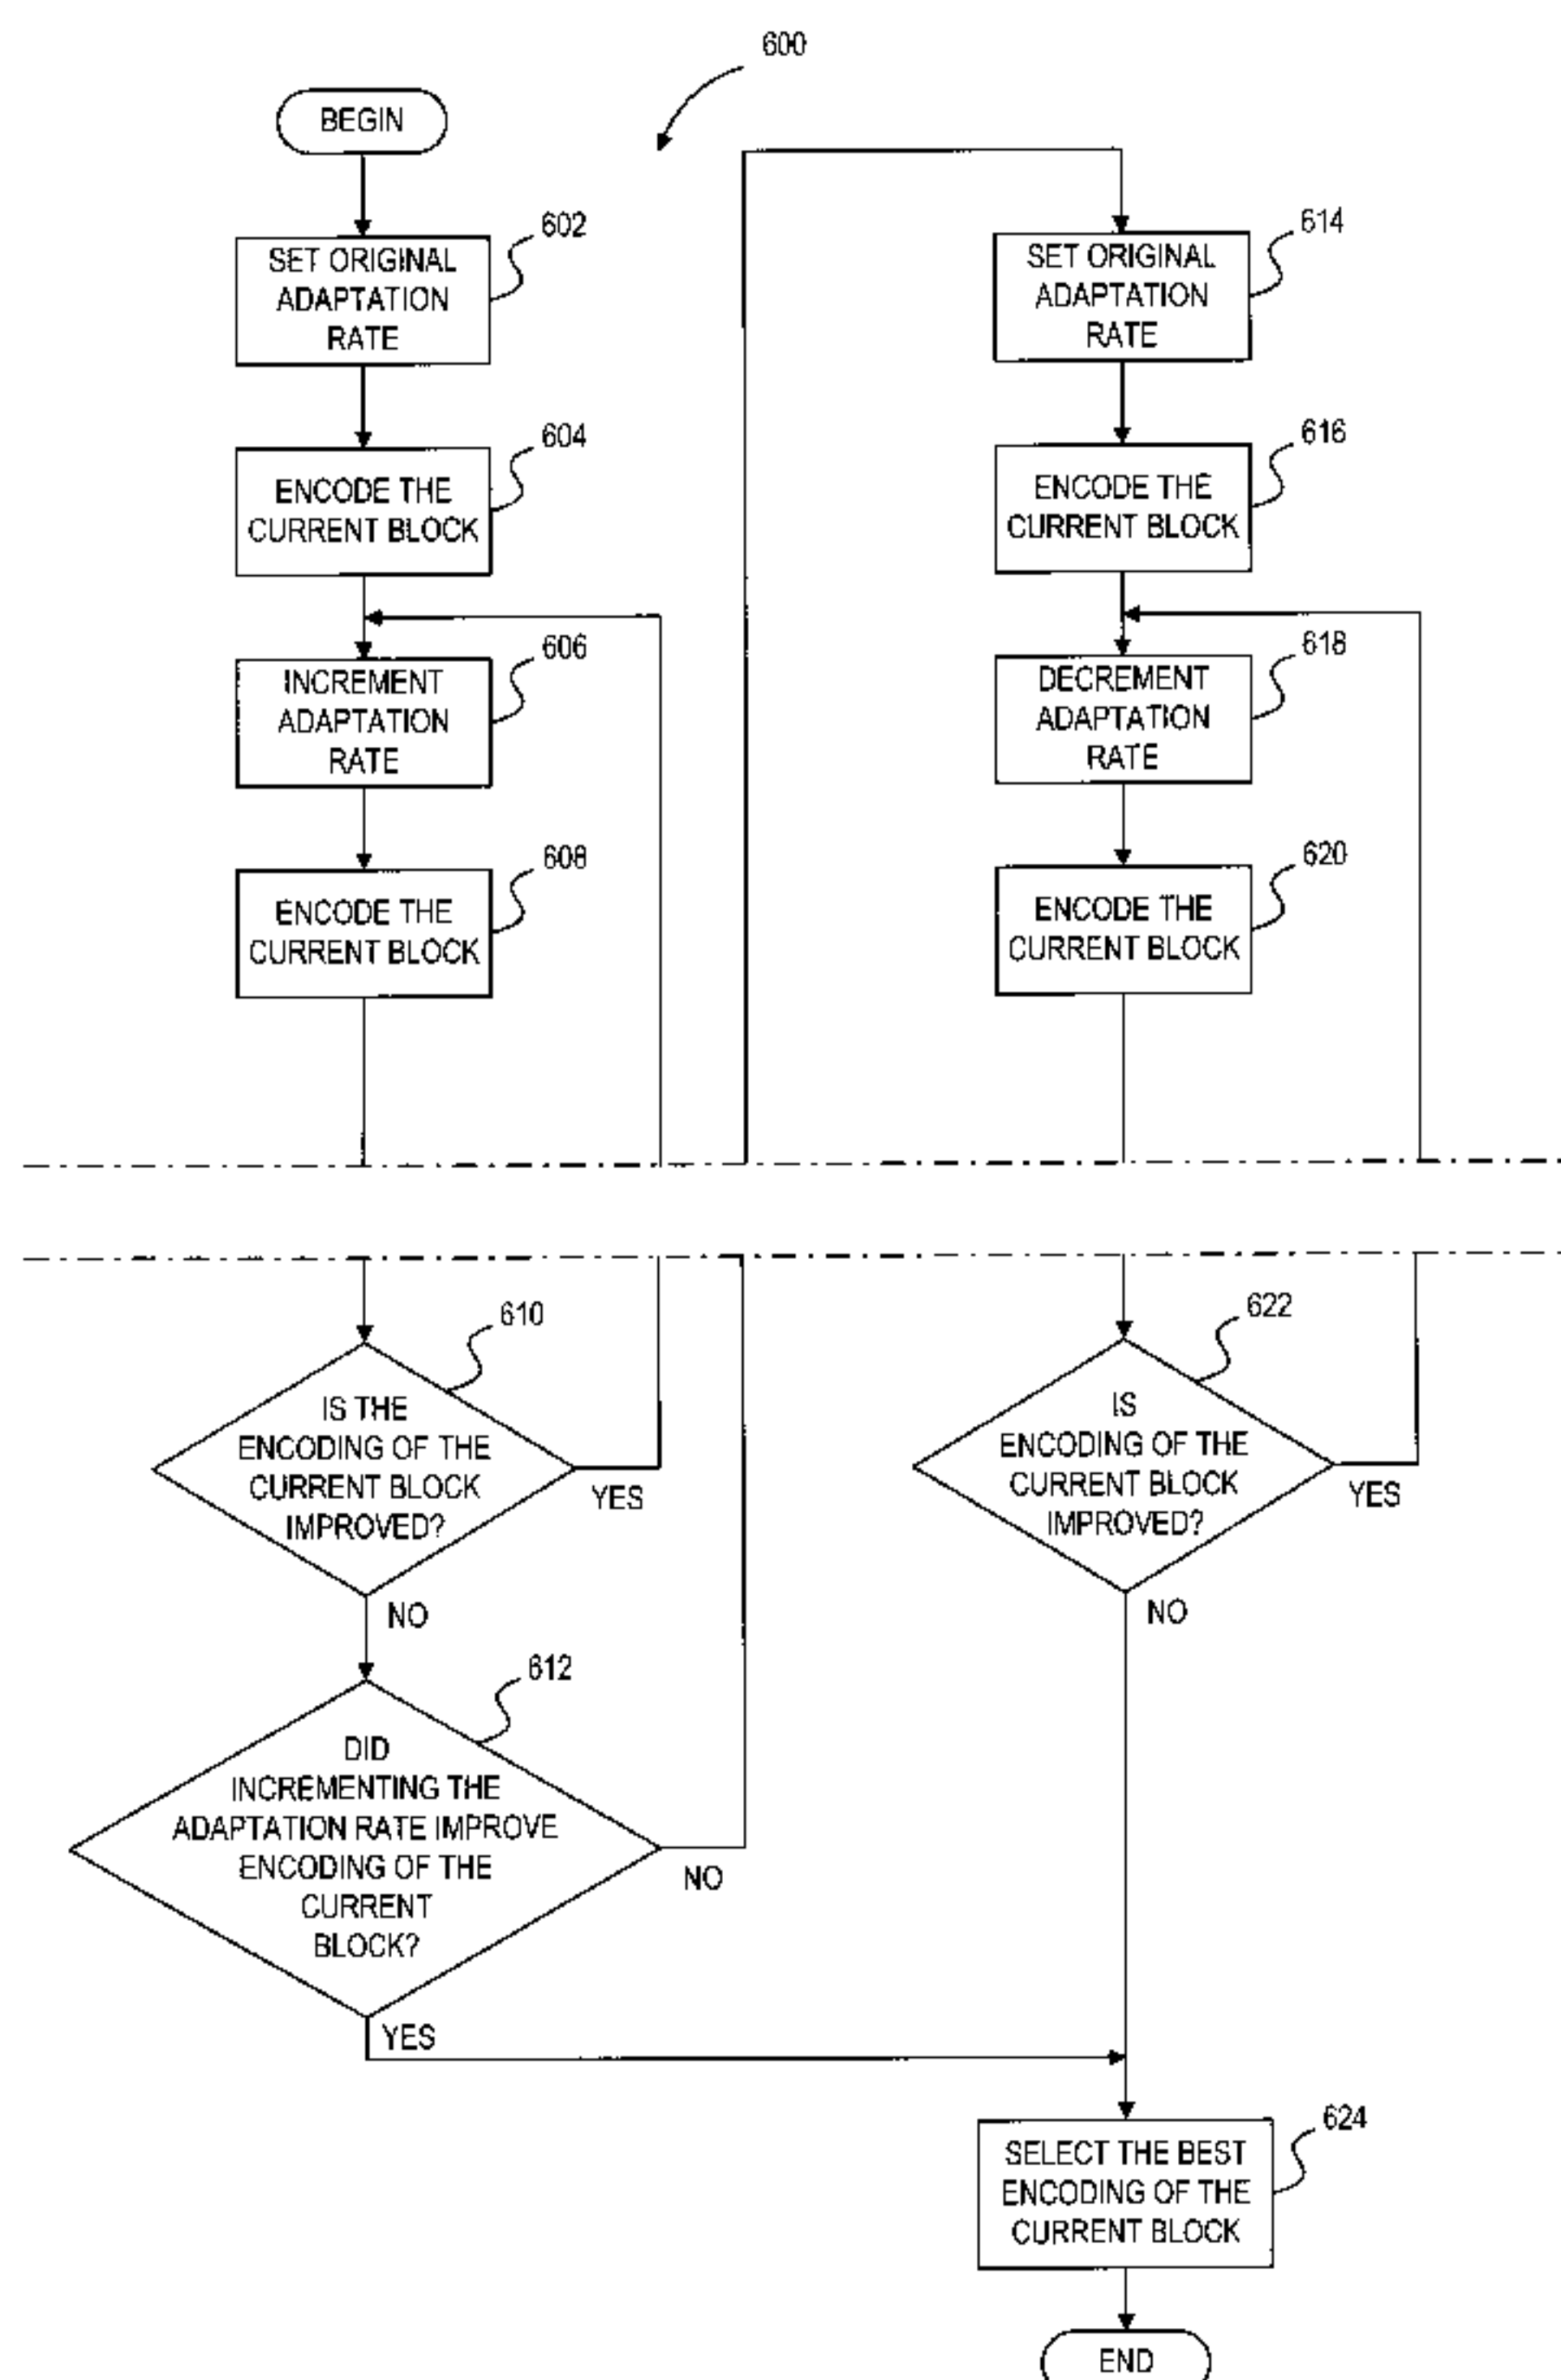 600
BEGIN
602
SET ORIGINAL
ADAPTATION
RATE
604
ENCODE THE
CURRENT BLOCK
606
INCREMENT
ADAPTATION
RATE
608
ENCODE THE
CURRENT BLOCK
610
IS THE
ENCODING OF THE
CURRENT BLOCK
IMPROVED?
YES
NO
612
DID
INCREMENTING THE
ADAPTATION RATE IMPROVE
ENCODING OF THE
CURRENT
BLOCK?
NO
YES
614
SET ORIGINAL
ADAPTATION
RATE
616
ENCODE THE
CURRENT BLOCK
618
DECREMENT
ADAPTATION
RATE
620
ENCODE THE
CURRENT BLOCK
622
IS
ENCODING OF THE
CURRENT BLOCK
IMPROVED?
YES
NO
624
SELECT THE BEST
ENCODING OF THE
CURRENT BLOCK
END